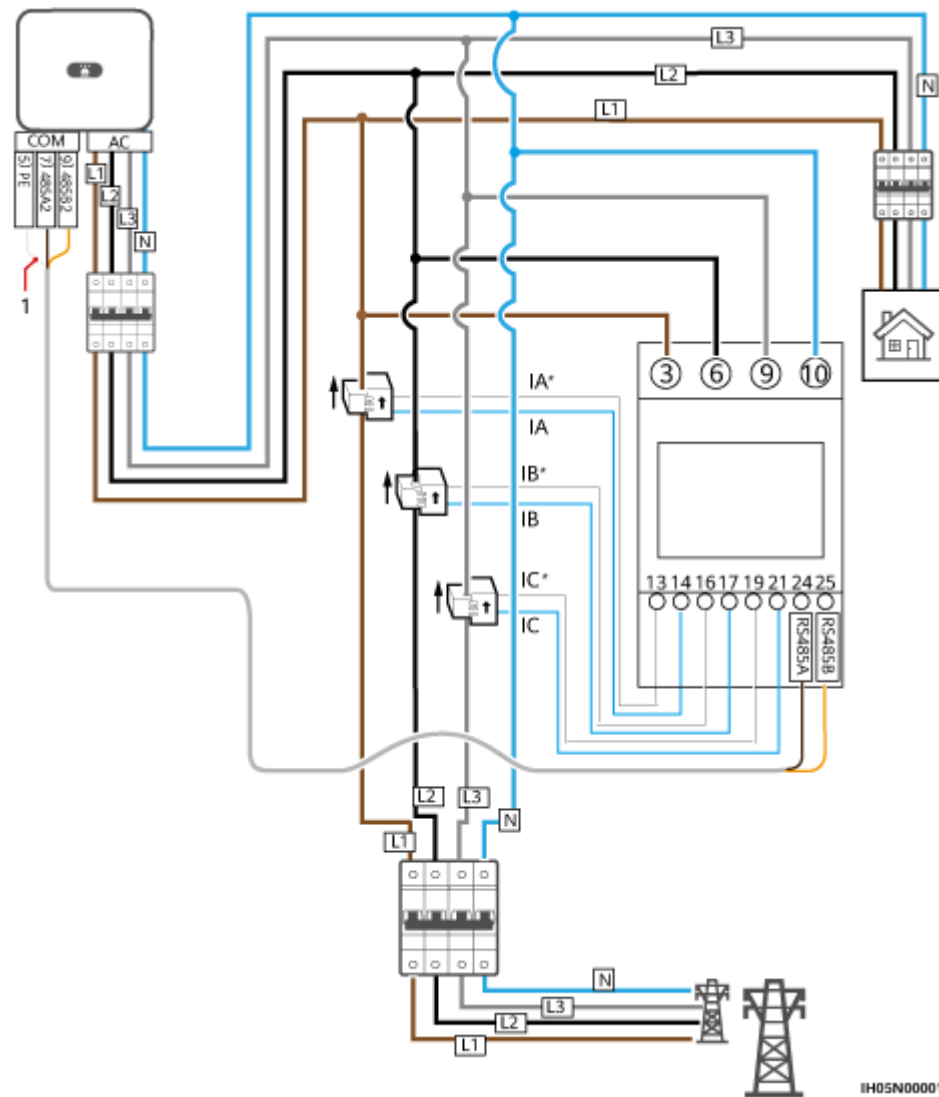 L3
L2
N
L1
COM
AC
5) PE
7) 485A2
9) 485B2
L1
L2
L3
N
1
3
6
9
10
IA*
IA
IB*
IB
IC*
IC
13 14 16 17 19 21 24 25
RS485A
RS485B
L2
L3
N
L1
N
L3
L2
L1
IH05N00001